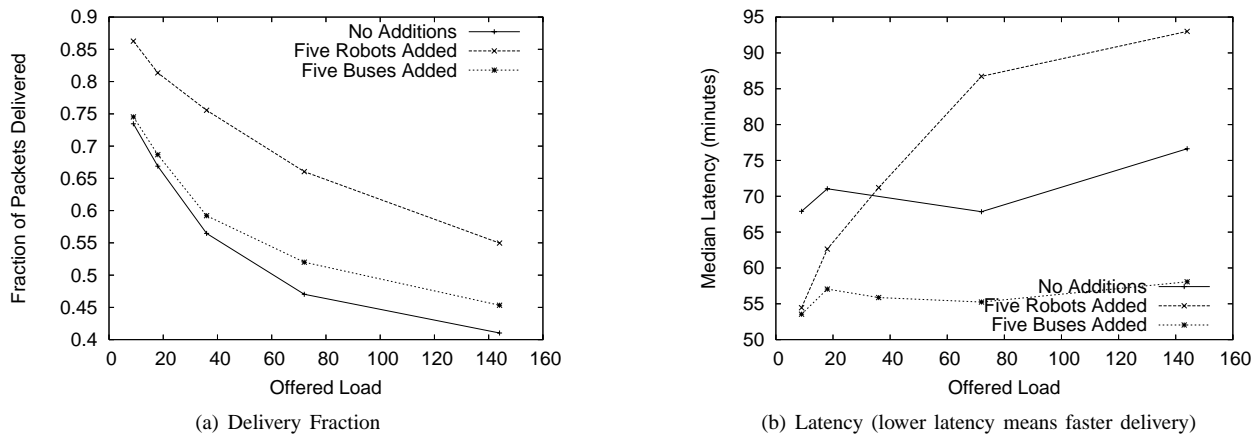 0.9
0.85
0.8
0.75
0.7
0.65
0.6
0.55
0.5
0.45
0.4
Fraction of Packets Delivered
No Additions
Five Robots Added
Five Buses Added
0 20 40 60 80 100 120 140 160
Offered Load
(a) Delivery Fraction
95
90
85
80
75
70
65
60
55
50
Median Latency (minutes)
No Additions
Five Robots Added
Five Buses Added
0 20 40 60 80 100 120 140 160
Offered Load
(b) Latency (lower latency means faster delivery)